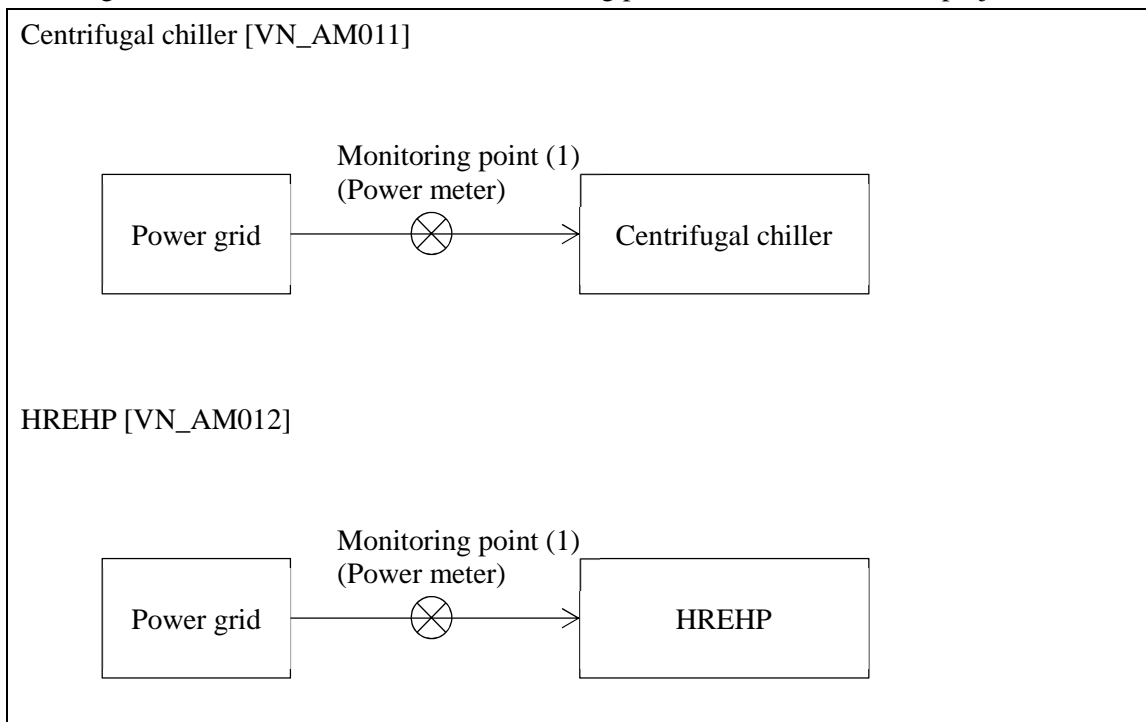 Centrifugal chiller [VN_AM011]
Monitoring point (1)
(Power meter)
Power grid
Centrifugal chiller
HREHP [VN_AM012]
Monitoring point (1)
(Power meter)
Power grid
HREHP